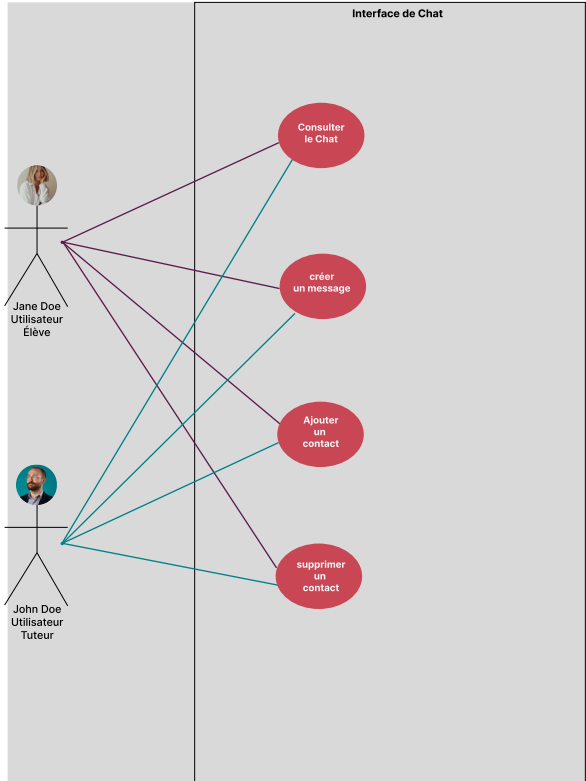 Interface de Chat
Consulter
le Chat
créer
un message
Jane Doe
Utilisateur
Élève
Ajouter
un
contact
supprimer
un
contact
John Doe
Utilisateur
Tuteur